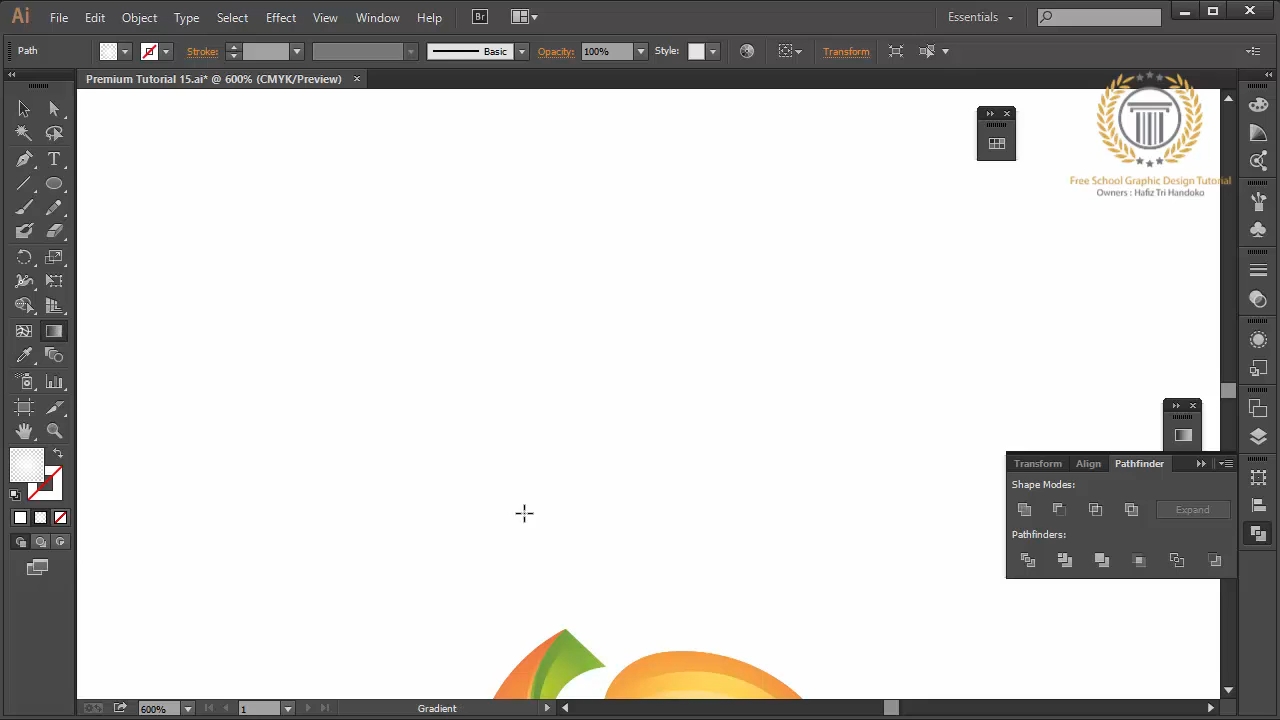 Ai File Edit Object Type Select Effect View Window Help Br Essentials
Path Stroke: Basic Opacity: 100% Style: Transform
Premium Tutorial 15.ai* @ 600% (CMYK/Preview)
Free School Graphic Design Tutorial
Owners : Hafiz Tri Handoko
Transform Align Pathfinder
Shape Modes:
Expand
Pathfinders:
600% 1 Gradient